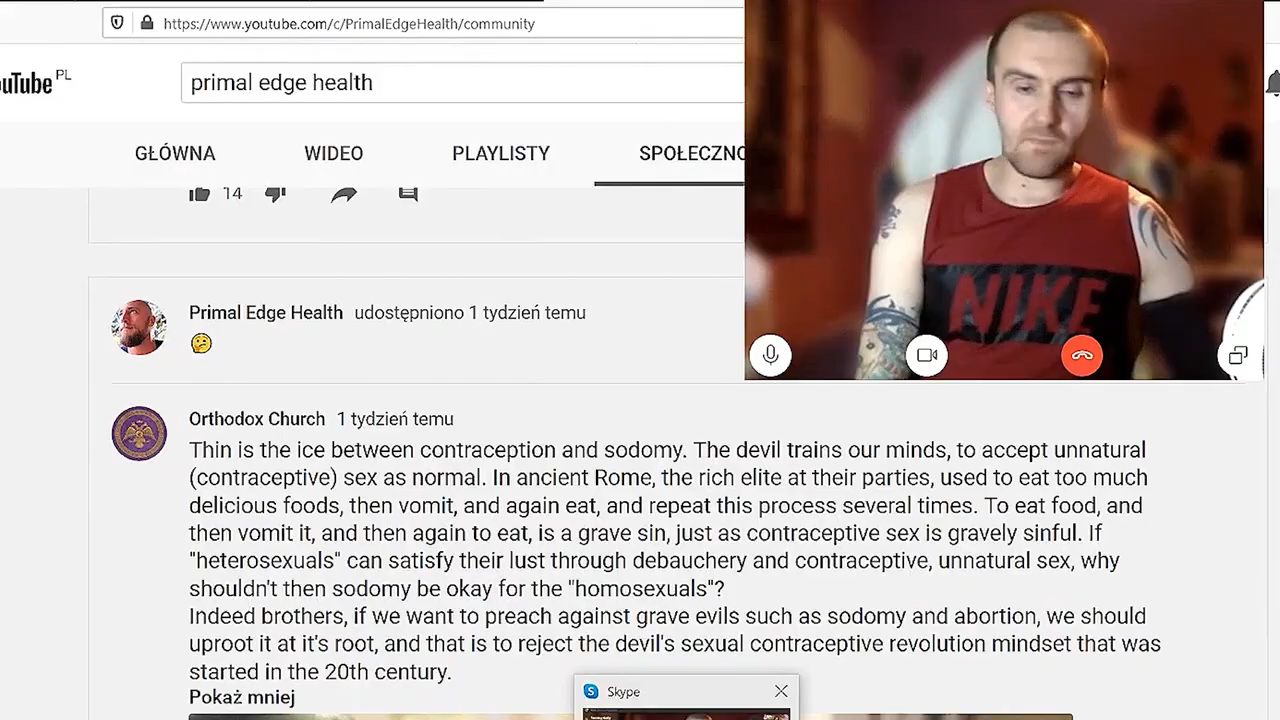 https://www.youtube.com/c/PrimalEdgeHealth/community
ouTube PL
primal edge health
GŁÓWNA
WIDEO
PLAYLISTY
SPOŁECZNO
14
Primal Edge Health udostępniono 1 tydzień temu
NIKE
Orthodox Church 1 tydzień temu
Thin is the ice between contraception and sodomy. The devil trains our minds, to accept unnatural
(contraceptive) sex as normal. In ancient Rome, the rich elite at their parties, used to eat too much
delicious foods, then vomit, and again eat, and repeat this process several times. To eat food, and
then vomit it, and then again to eat, is a grave sin, just as contraceptive sex is gravely sinful. If
"heterosexuals" can satisfy their lust through debauchery and contraceptive, unnatural sex, why
shouldn't then sodomy be okay for the "homosexuals"?
Indeed brothers, if we want to preach against grave evils such as sodomy and abortion, we should
uproot it at it's root, and that is to reject the devil's sexual contraceptive revolution mindset that was
started in the 20th century.
Pokaż mniej
Skype